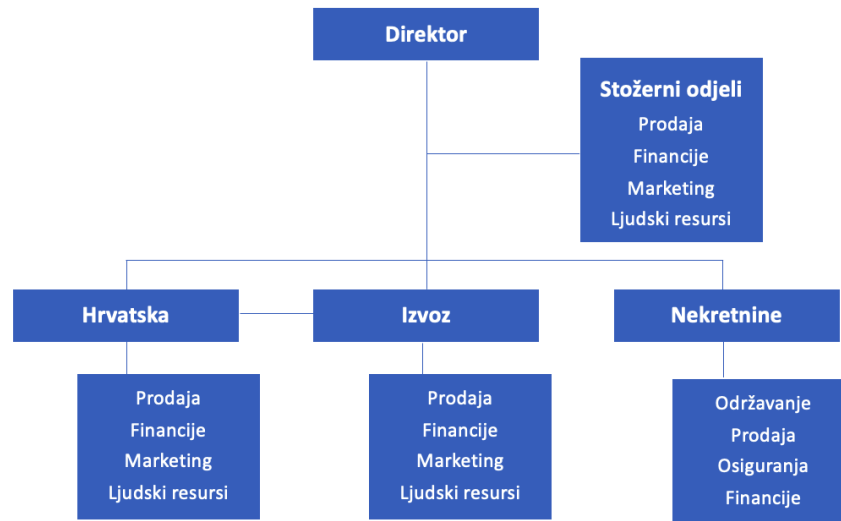 Direktor
Stožerni odjeli
Prodaja
Financije
Marketing
Ljudski resursi
Hrvatska
Izvoz
Nekretnine
Prodaja
Financije
Marketing
Ljudski resursi
Prodaja
Financije
Marketing
Ljudski resursi
Održavanje
Prodaja
Osiguranja
Financije